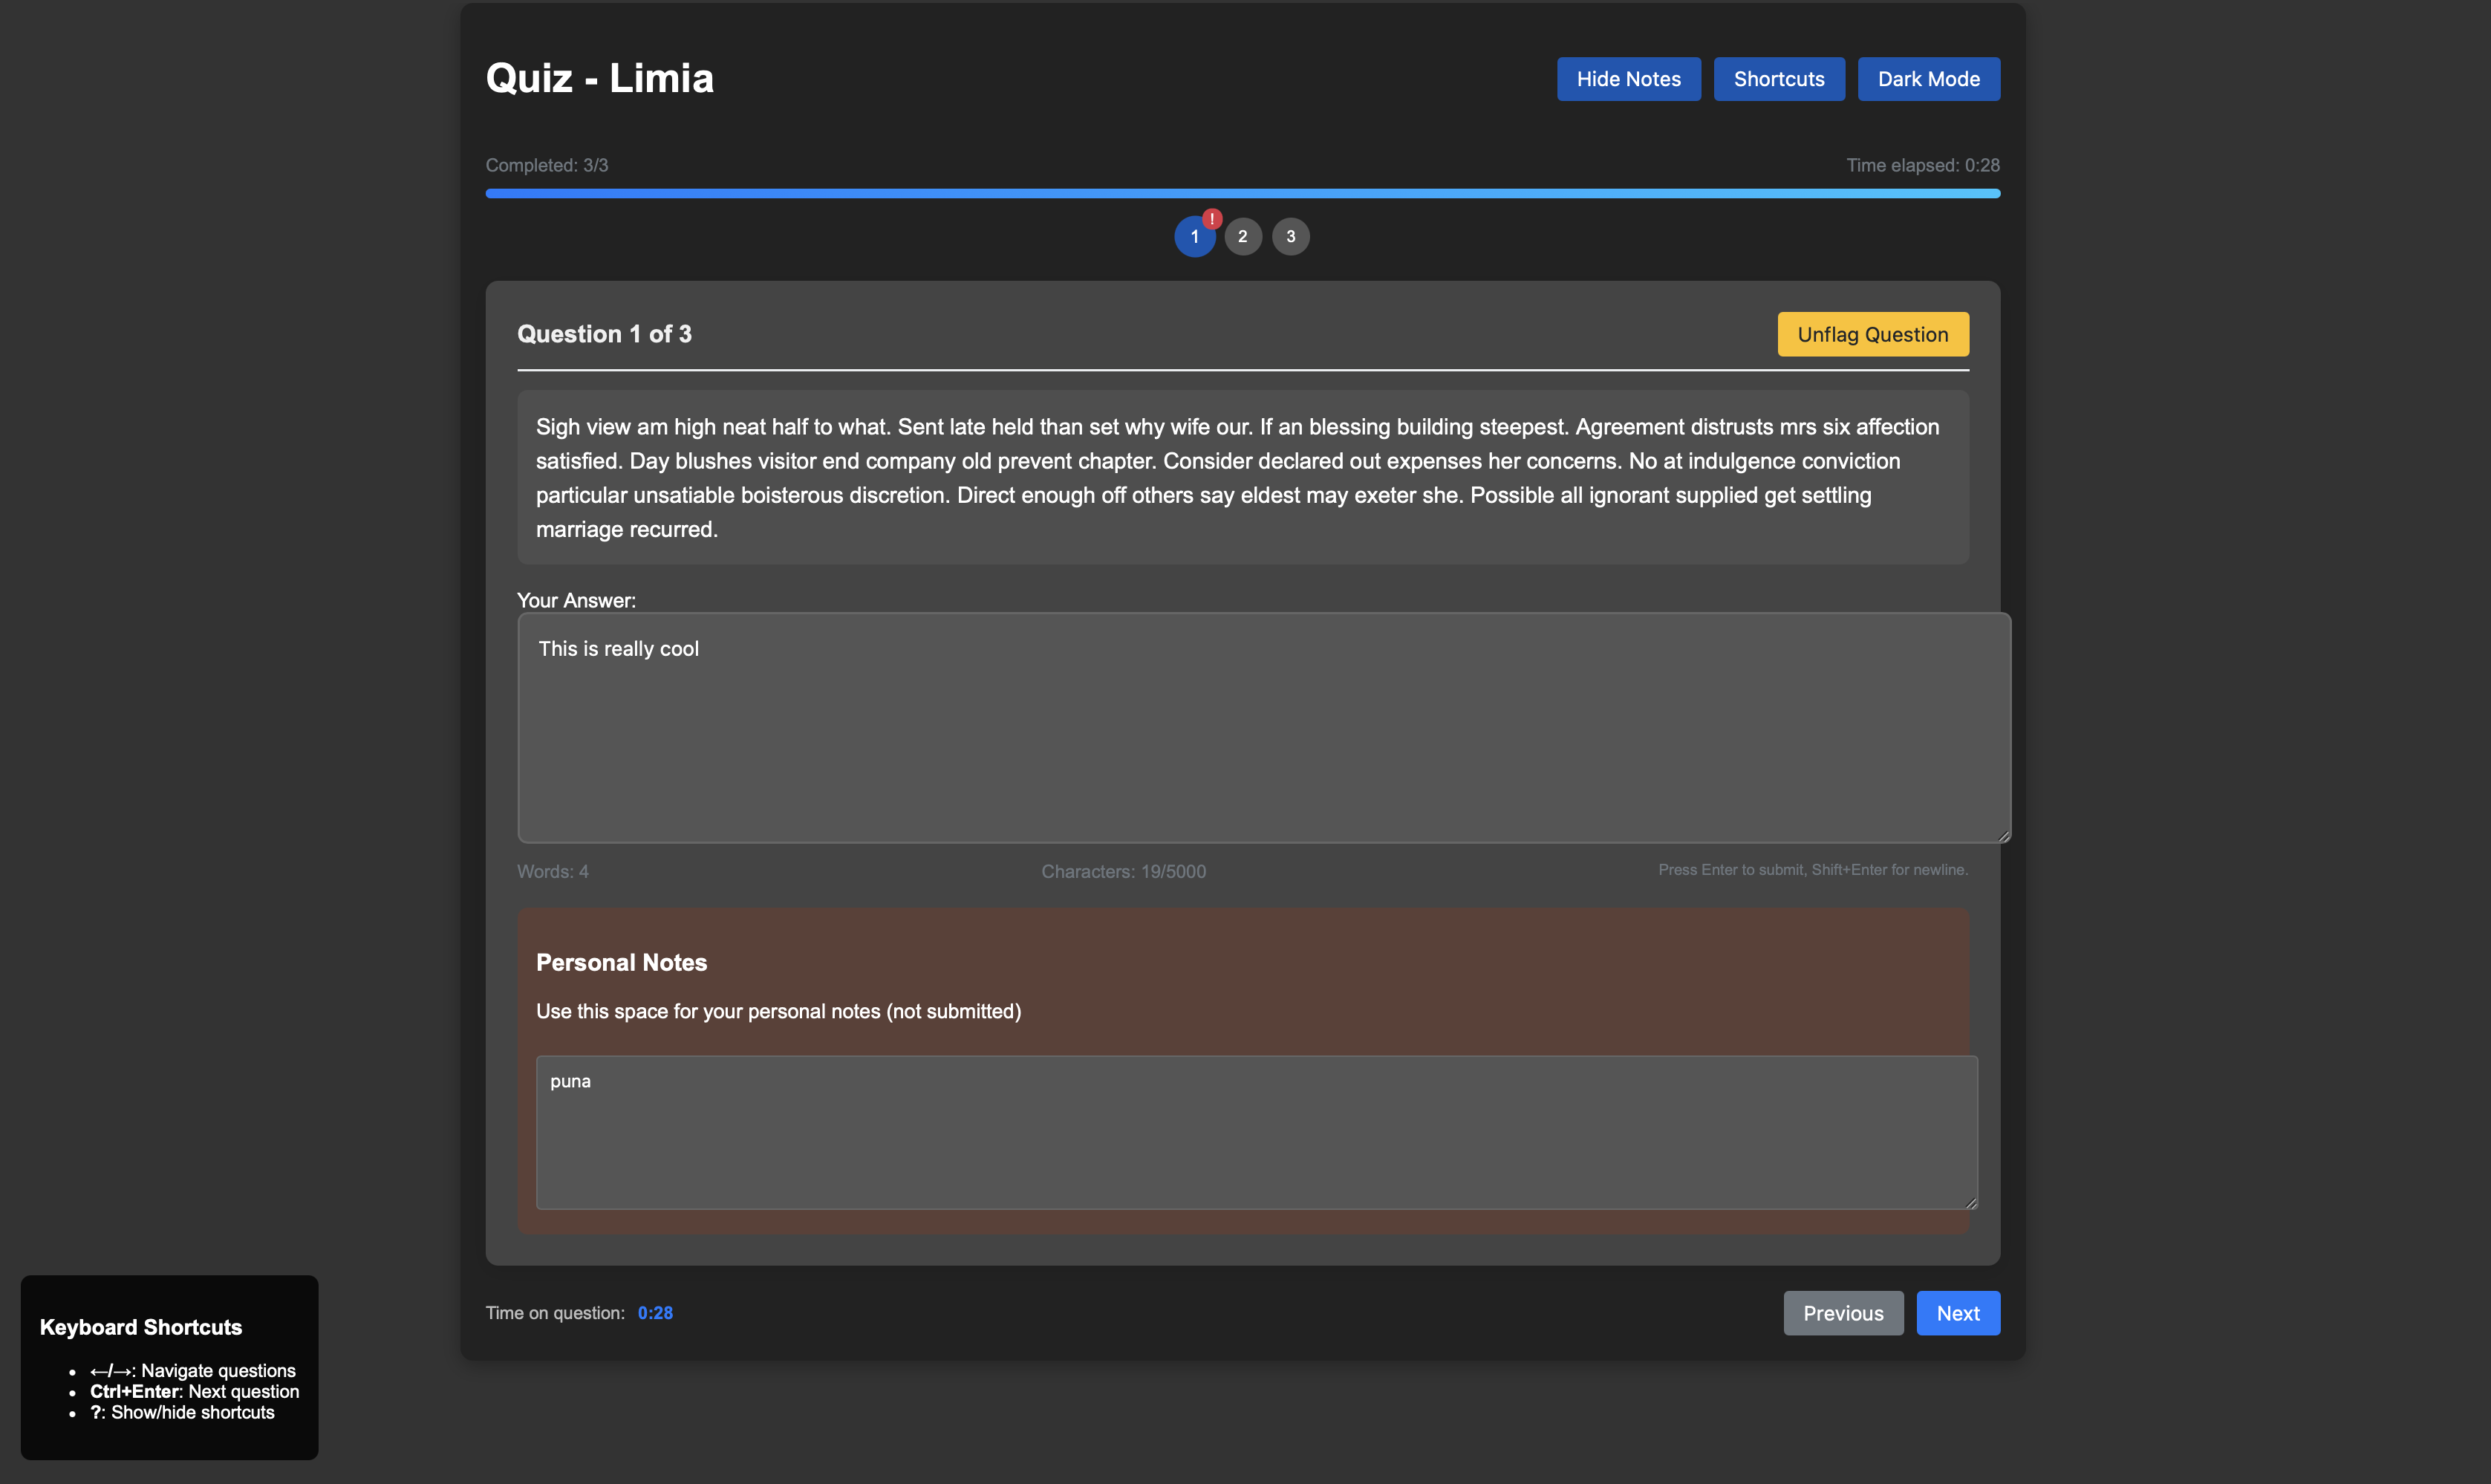 Quiz - Limia
Hide Notes
Shortcuts
Dark Mode
Completed: 3/3
Time elapsed: 0:28
1
!
2
3
Question 1 of 3
Unflag Question
Sigh view am high neat half to what. Sent late held than set why wife our. If an blessing building steepest. Agreement distrusts mrs six affection
satisfied. Day blushes visitor end company old prevent chapter. Consider declared out expenses her concerns. No at indulgence conviction
particular unsatiable boisterous discretion. Direct enough off others say eldest may exeter she. Possible all ignorant supplied get settling
marriage recurred.
Your Answer:
This is really cool
Words: 4
Characters: 19/5000
Press Enter to submit, Shift+Enter for newline.
Personal Notes
Use this space for your personal notes (not submitted)
puna
Time on question: 0:28
Previous
Next
Keyboard Shortcuts
• ←/→: Navigate questions
• Ctrl+Enter: Next question
• ?: Show/hide shortcuts